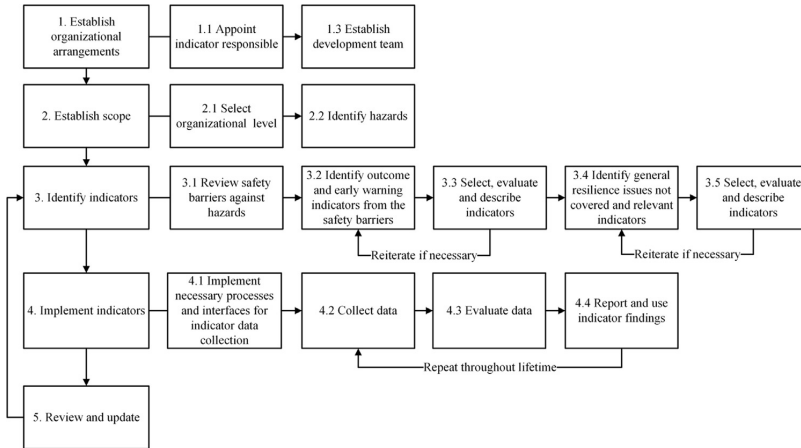 1. Establish
organizational
arrangements
1.1 Appoint
indicator responsible
1.3 Establish
development team
2. Establish scope
2.1 Select
organizational level
2.2 Identify hazards
3. Identify indicators
3.1 Review safety
barriers against
hazards
3.2 Identify outcome
and early warning
indicators from the
safety barriers
3.3 Select, evaluate
and describe
indicators
3.4 Identify general
resilience issues not
covered and relevant
indicators
3.5 Select, evaluate
and describe
indicators
Reiterate if necessary
Reiterate if necessary
4. Implement indicators
4.1 Implement
necessary processes
and interfaces for
indicator data
collection
4.2 Collect data
4.3 Evaluate data
4.4 Report and use
indicator findings
Repeat throughout lifetime
5. Review and update